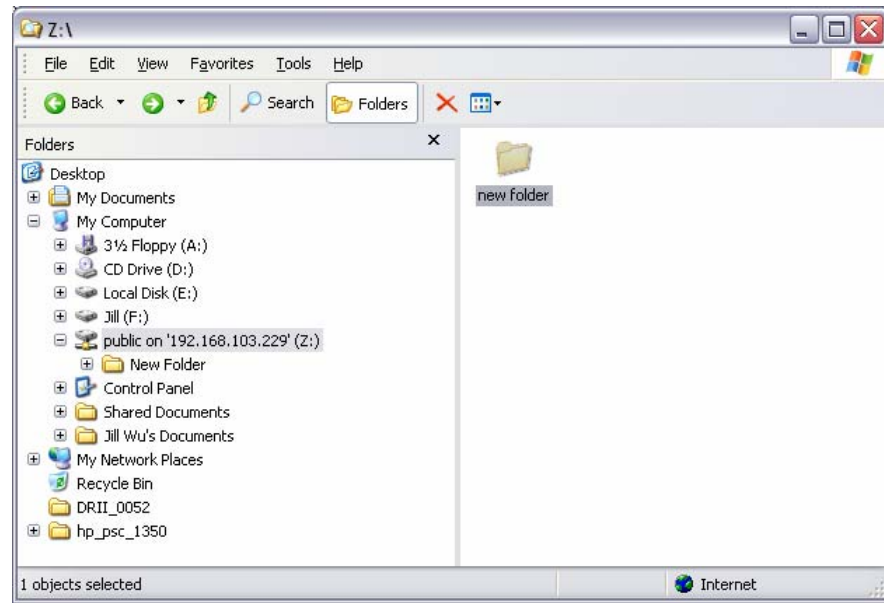 Z:\
File Edit View Favorites Tools Help
Back Search Folders
Folders
Desktop
My Documents
My Computer
3½ Floppy (A:)
CD Drive (D:)
Local Disk (E:)
Jill (F:)
public on '192.168.103.229' (Z:)
New Folder
Control Panel
Shared Documents
Jill Wu's Documents
My Network Places
Recycle Bin
DRII_0052
hp_psc_1350
new folder
1 objects selected
Internet